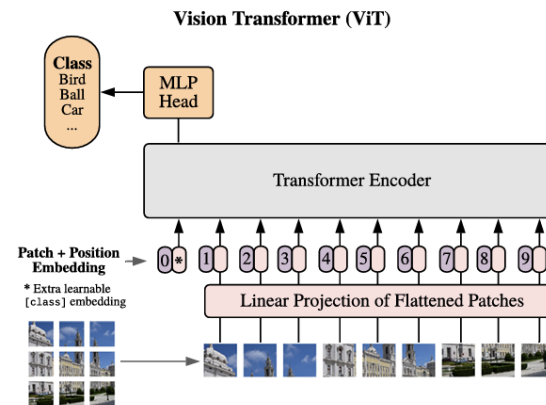 Vision Transformer (ViT)
Class
Bird
Ball
Car
...
MLP
Head
Transformer Encoder
Patch + Position
Embedding
0 * 1 2 3 4 5 6 7 8 9
* Extra learnable
[class] embedding
Linear Projection of Flattened Patches